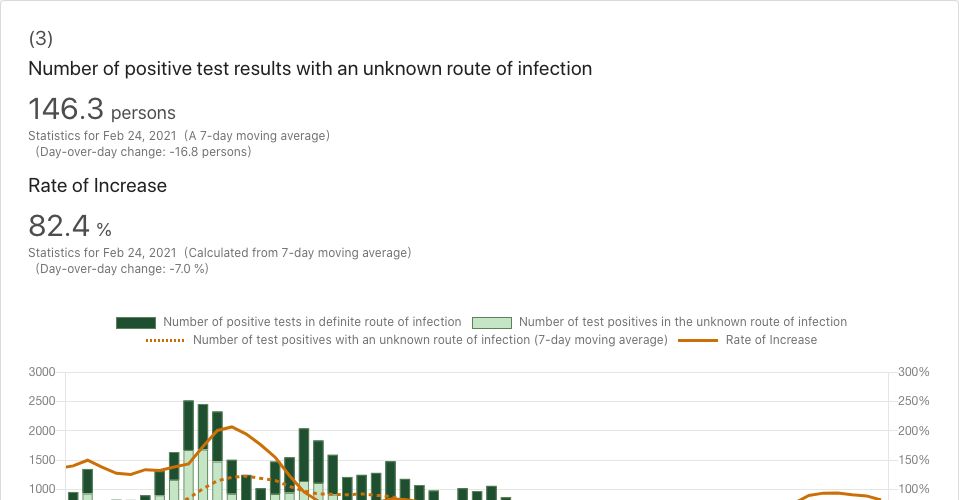 (3)
Number of positive test results with an unknown route of infection
146.3 persons
Statistics for Feb 24, 2021 (A 7-day moving average)
(Day-over-day change: -16.8 persons)
Rate of Increase
82.4 %
Statistics for Feb 24, 2021 (Calculated from 7-day moving average)
(Day-over-day change: -7.0 %)
Number of positive tests in definite route of infection Number of test positives in the unknown route of infection
Number of test positives with an unknown route of infection (7-day moving average) Rate of Increase
3000 300%
2500 250%
2000 200%
1500 150%
1000 100%